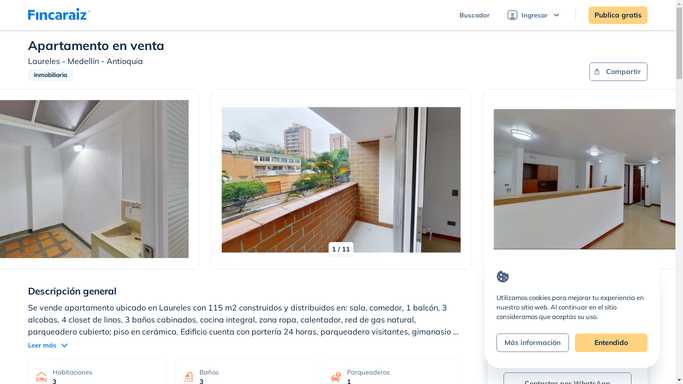 Fincaraiz
Buscador
Ingresar
Publica gratis
Apartamento en venta
Laureles - Medellín - Antioquia
Inmobiliaria
Compartir
1 / 11
Descripción general
Se vende apartamento ubicado en Laureles con 115 m2 construidos y distribuidos en: sala, comedor, 1 balcón, 3
alcobas, 4 closet de linos, 3 baños cabinados, cocina integral, zona ropa, calentador, red de gas natural,
parqueadero cubierto; piso en cerámica. Edificio cuenta con portería 24 horas, parqueadero visitantes, gimanasio ...
Leer más
Habitaciones
3
Baños
3
Parqueaderos
1
Utilizamos cookies para mejorar tu experiencia en
nuestro sitio web. Al continuar en el sitio
consideramos que aceptas su uso.
Más información
Entendido
Contactar por WhatsApp